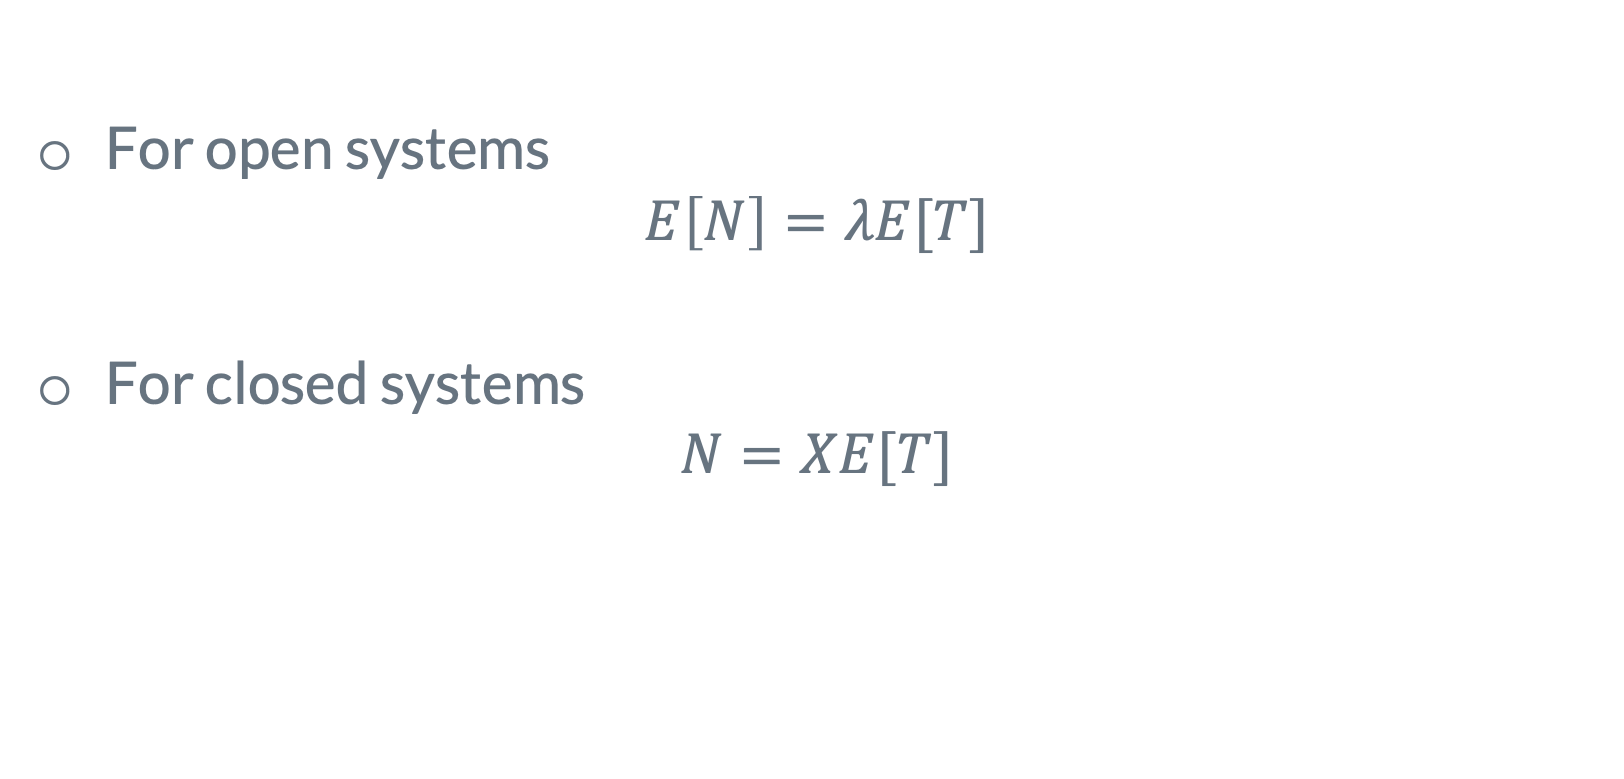 ○ For open systems
E[N] = λE[T]
○ For closed systems
N = XE[T]